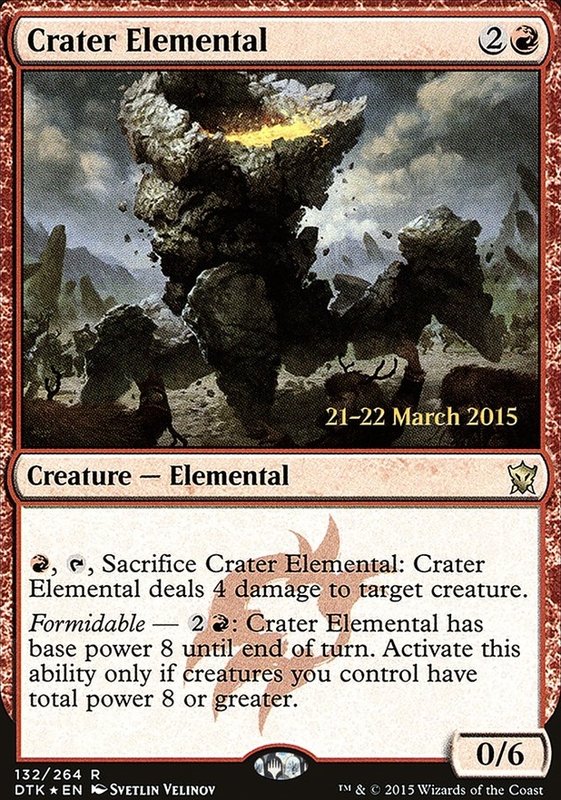 Crater Elemental 2
21–22 March 2015
Creature — Elemental
, , Sacrifice Crater Elemental: Crater
Elemental deals 4 damage to target creature.
Formidable — 2 : Crater Elemental has
base power 8 until end of turn. Activate this
ability only if creatures you control have
total power 8 or greater.
0/6
132/264 R
DTK ★ EN Svetlin Velinov
™ & © 2015 Wizards of the Coast